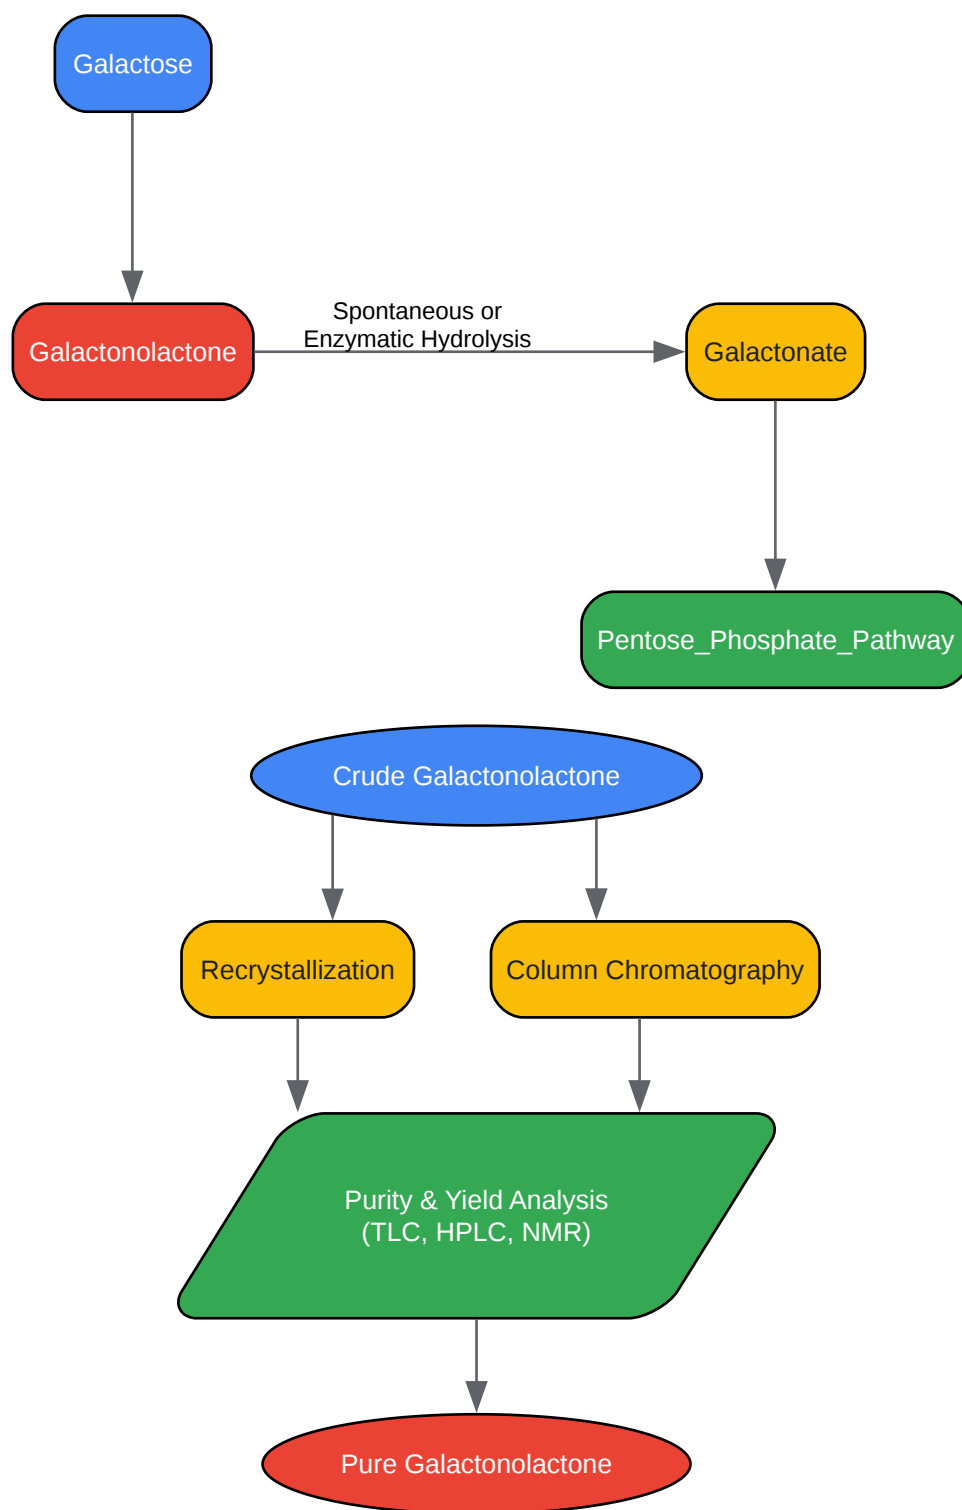 Galactose
Spontaneous or
Enzymatic Hydrolysis
Galactonolactone
Galactonate
Pentose_Phosphate_Pathway
Crude Galactonolactone
Recrystallization
Column Chromatography
Purity & Yield Analysis
(TLC, HPLC, NMR)
Pure Galactonolactone